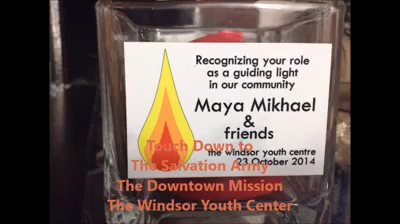 Recognizing your role
as a guiding light
in our community
Maya Mikhael
&
friends
the windsor youth centre
23 October 2014
Touch Down to
The Salvation Army
The Downtown Mission
The Windsor Youth Center